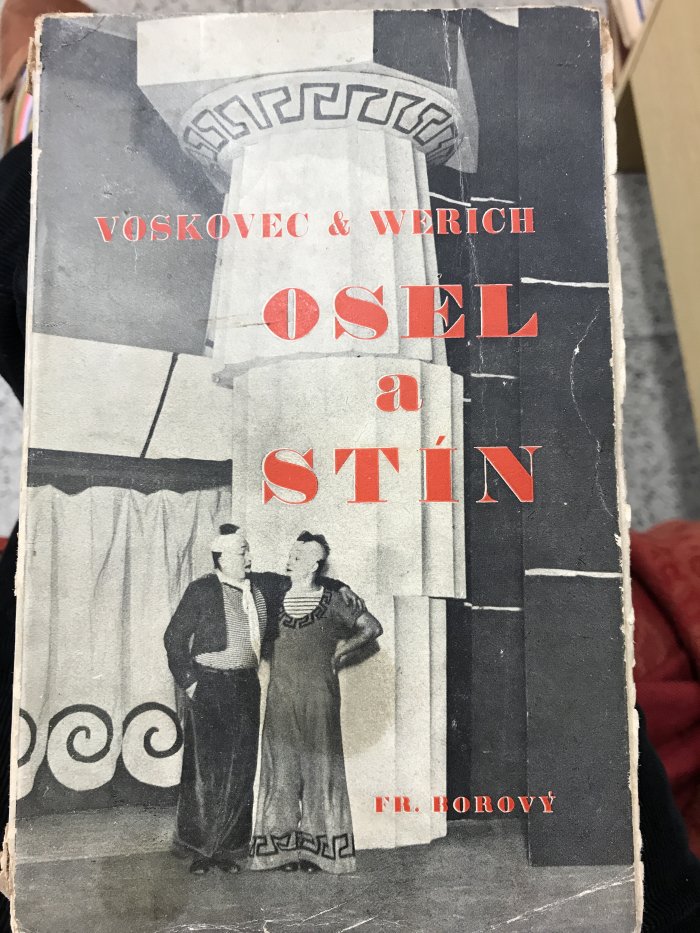 VOSKOVEC & WERICH
OSEL
a
STÍN
FR. BOROVÝ